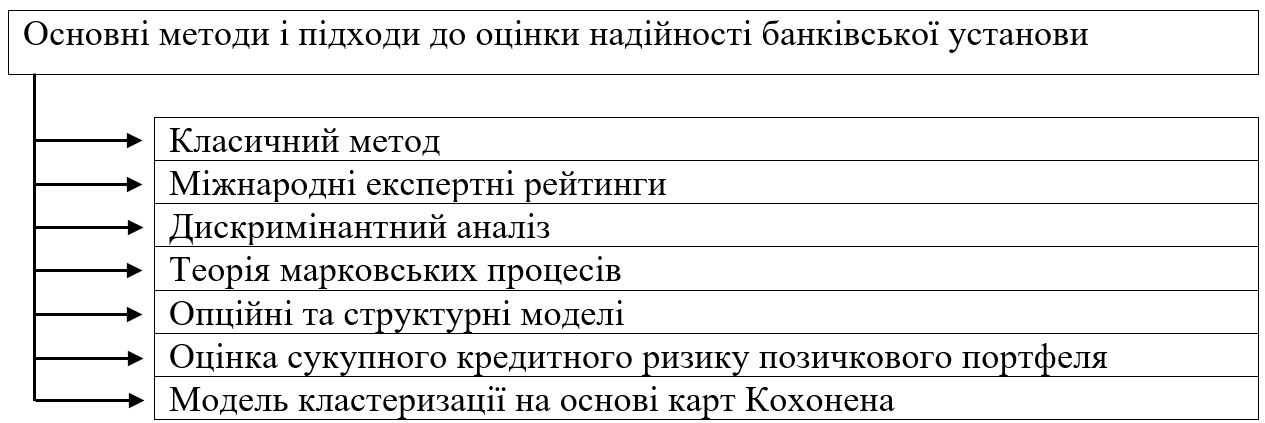 Основні методи і підходи до оцінки надійності банківської установи
Класичний метод
Міжнародні експертні рейтинги
Дискримінантний аналіз
Теорія марковських процесів
Опційні та структурні моделі
Оцінка сукупного кредитного ризику позичкового портфеля
Модель кластеризації на основі карт Кохонена